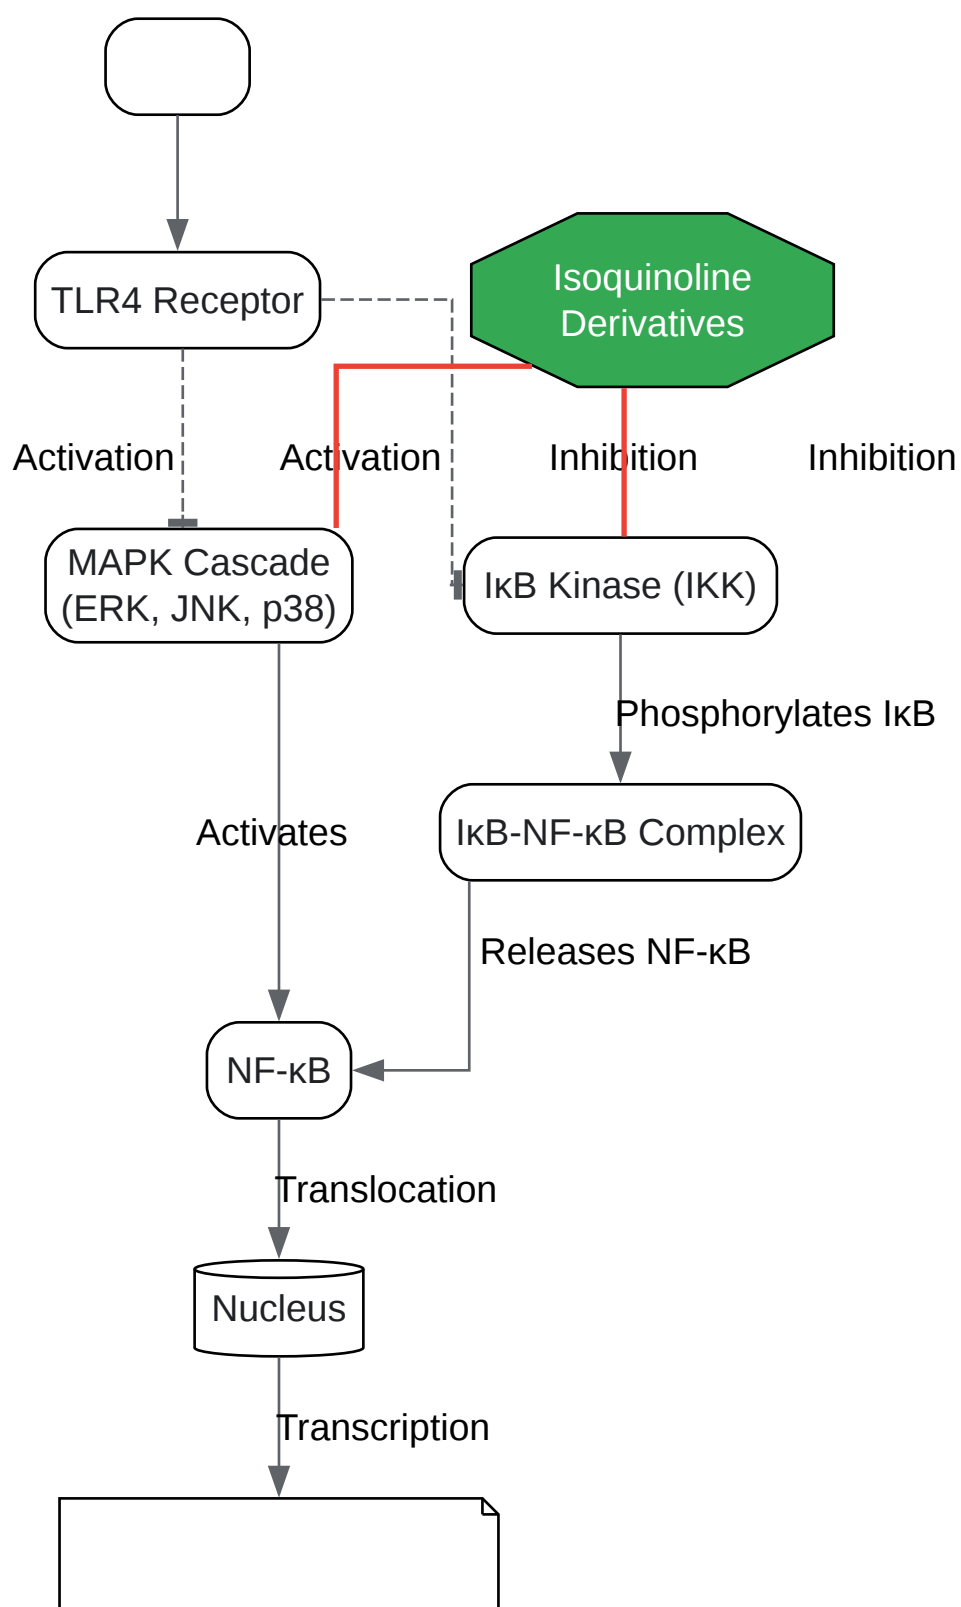 TLR4 Receptor
Isoquinoline
Derivatives
Activation
Activation
Inhibition
Inhibition
MAPK Cascade
(ERK, JNK, p38)
IκB Kinase (IKK)
Phosphorylates IκB
Activates
IκB-NF-κB Complex
Releases NF-κB
NF-κB
Translocation
Nucleus
Transcription